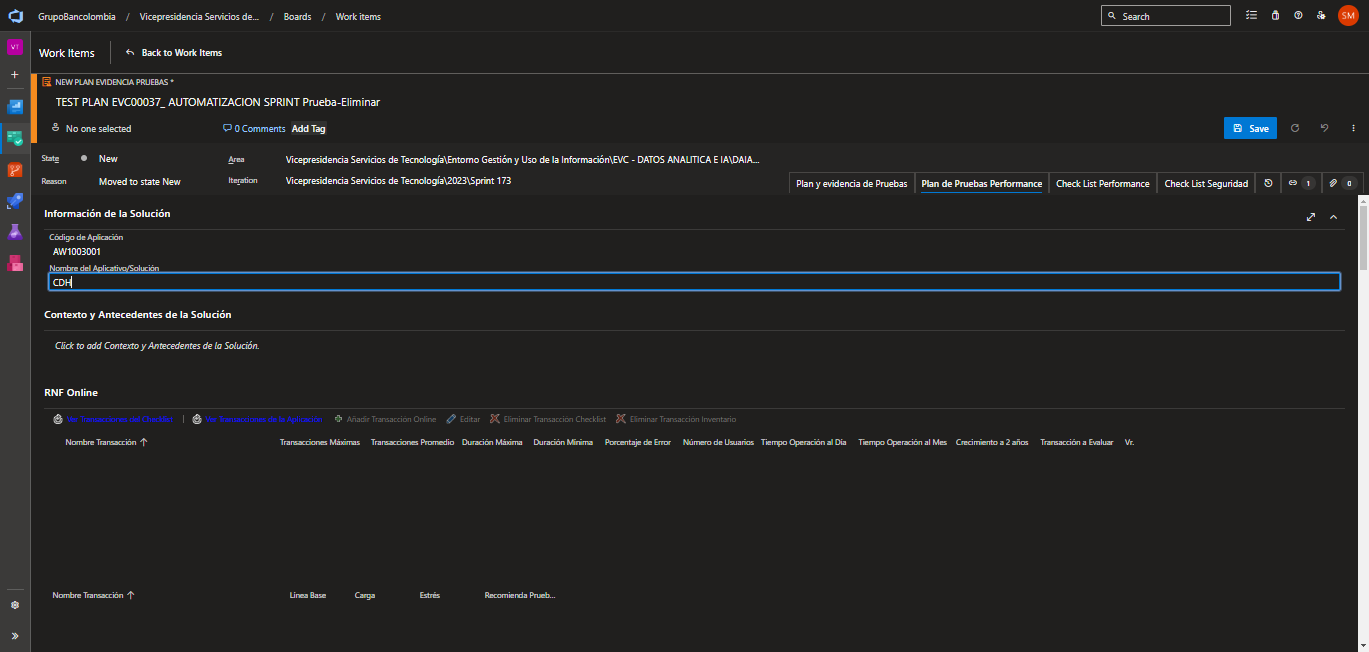 GrupoBancolombia / Vicepresidencia Servicios de... / Boards / Work items
Search
SM
VT
Work Items
Back to Work Items
NEW PLAN EVIDENCIA PRUEBAS *
TEST PLAN EVC00037_ AUTOMATIZACION SPRINT Prueba-Eliminar
No one selected
0 Comments
Add Tag
Save
State
New
Area
Vicepresidencia Servicios de Tecnología\Entorno Gestión y Uso de la Información\EVC - DATOS ANALITICA E IA\DAIA...
Reason
Moved to state New
Iteration
Vicepresidencia Servicios de Tecnología\2023\Sprint 173
Plan y evidencia de Pruebas
Plan de Pruebas Performance
Check List Performance
Check List Seguridad
1
0
Información de la Solución
Código de Aplicación
AW1003001
Nombre del Aplicativo/Solución
CDH
Contexto y Antecedentes de la Solución
Click to add Contexto y Antecedentes de la Solución.
RNF Online
Ver Transacciones del Checklist | Ver Transacciones de la Aplicación
Añadir Transacción Online
Editar
Eliminar Transacción Checklist
Eliminar Transacción Inventario
Nombre Transacción
Transacciones Máximas
Transacciones Promedio
Duración Máxima
Duración Mínima
Porcentaje de Error
Número de Usuarios
Tiempo Operación al Día
Tiempo Operación al Mes
Crecimiento a 2 años
Transacción a Evaluar
Vr.
Nombre Transacción
Línea Base
Carga
Estrés
Recomienda Prueb...